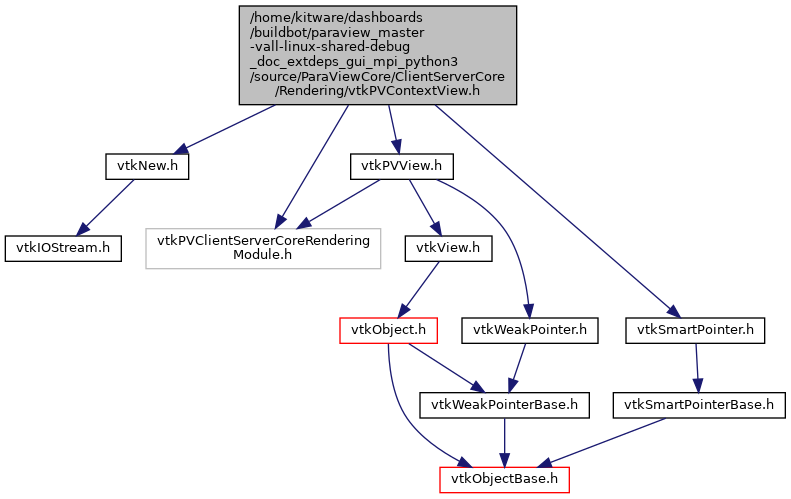 /home/kitware/dashboards
/buildbot/paraview_master
-vall-linux-shared-debug
_doc_extdeps_gui_mpi_python3
/source/ParaViewCore/ClientServerCore
/Rendering/vtkPVContextView.h
vtkNew.h
vtkPVView.h
vtkIOStream.h
vtkPVClientServerCoreRendering
Module.h
vtkView.h
vtkObject.h
vtkWeakPointer.h
vtkSmartPointer.h
vtkWeakPointerBase.h
vtkSmartPointerBase.h
vtkObjectBase.h